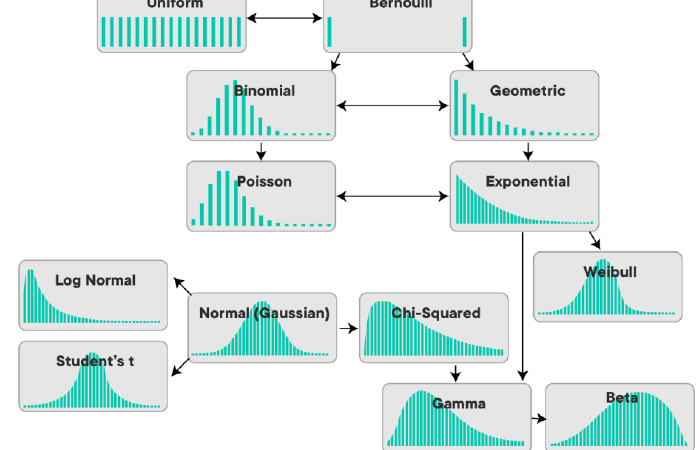 Uniform
Bernoulli
Binomial
Geometric
Poisson
Exponential
Log Normal
Weibull
Normal (Gaussian)
Chi-Squared
Student's t
Gamma
Beta